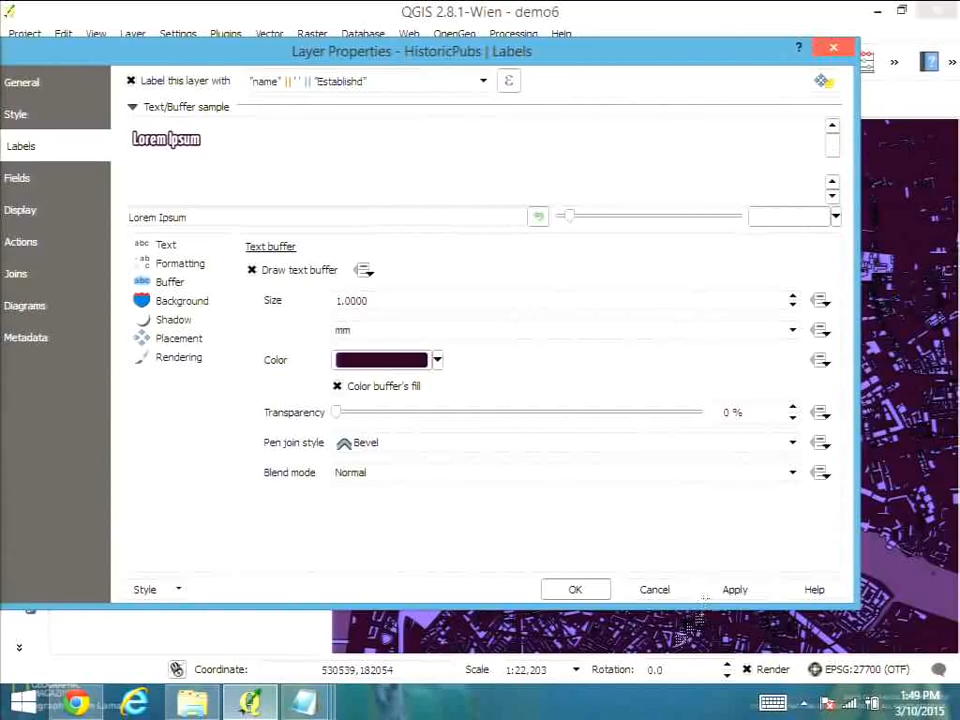 QGIS 2.8.1-Wien - demo6
Project Edit View Layer Settings Plugins Vector Raster Database OpenGeo Processing Help
Layer Properties - HistoricPubs | Labels
?
General
Style
Labels
Fields
Display
Actions
Joins
Diagrams
Metadata
Label this layer with "name" || ' ' || "Establishd" ε
Text/Buffer sample
Lorem Ipsum
Lorem Ipsum
abc Text
Formatting
abc Buffer
Background
Shadow
Placement
Rendering
Text buffer
Draw text buffer
Size 1.0000
mm
Color
Color buffer's fill
Transparency 0 %
Pen join style Bevel
Blend mode Normal
Style OK Cancel Apply Help
Coordinate: 530539,182054 Scale 1:22,203 Rotation: 0.0 Render EPSG:27700 (OTF)
1:49 PM
3/10/2015